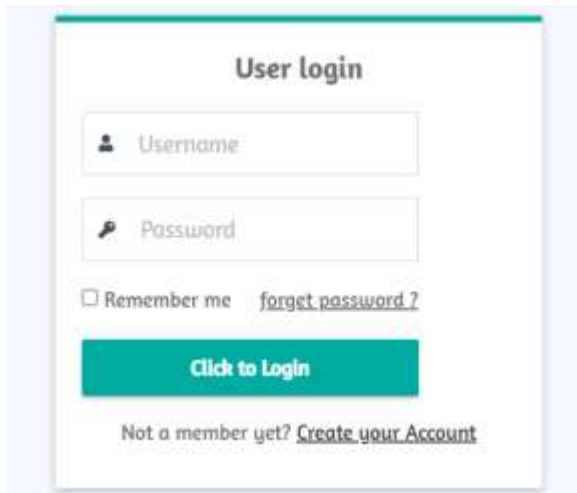 User login
Username
Password
Remember me forget password ?
Click to Login
Not a member yet? Create your Account